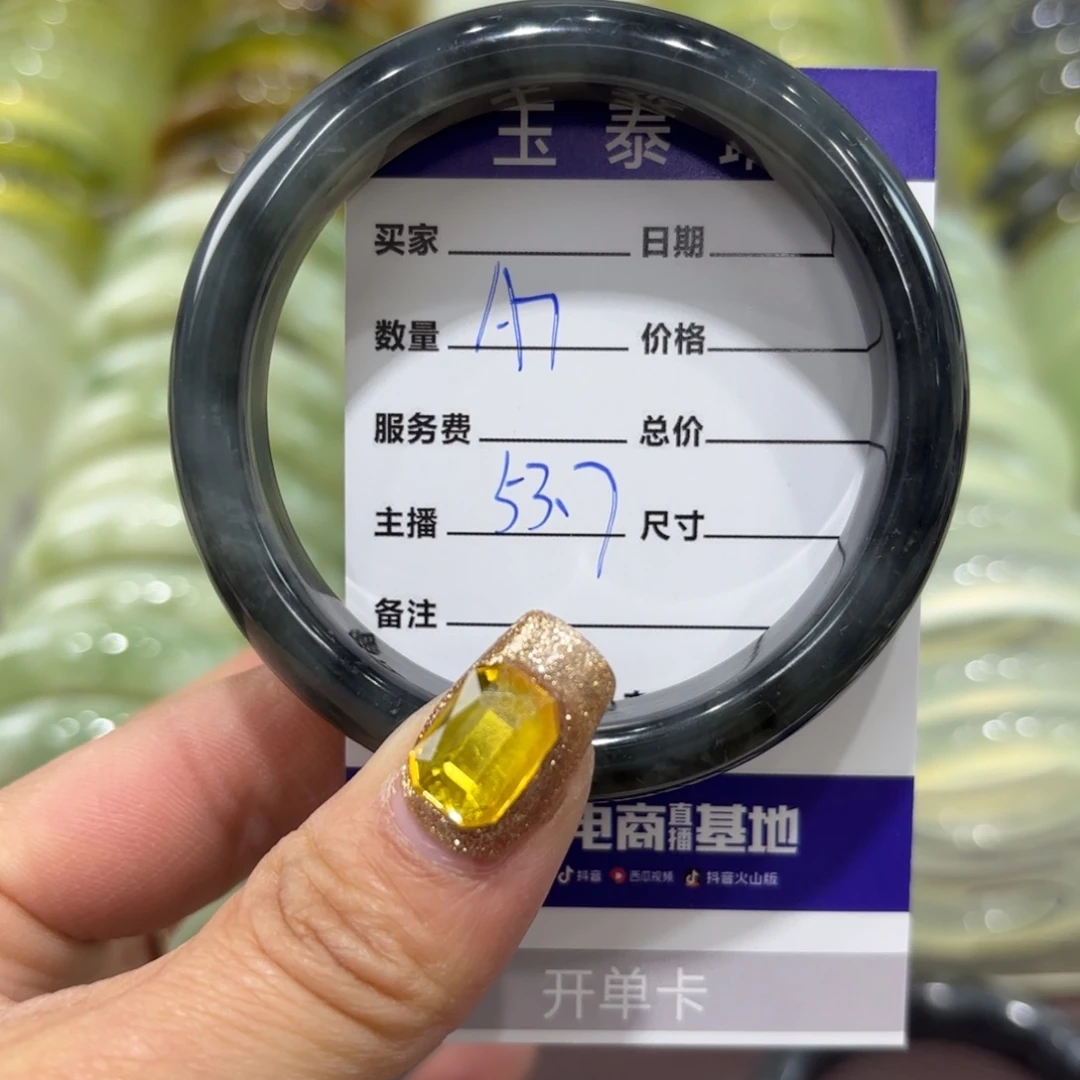 玉 泰
买家 日期
数量 价格
服务费 总价
53.7
主播 尺寸
备注
电商直播基地
抖音 西瓜视频 抖音火山版
开单卡